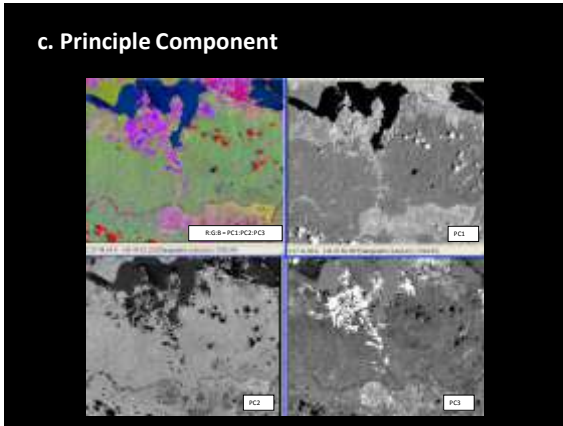 c. Principle Component
R:G:B = PC1:PC2:PC3
PC1
PC2
PC3